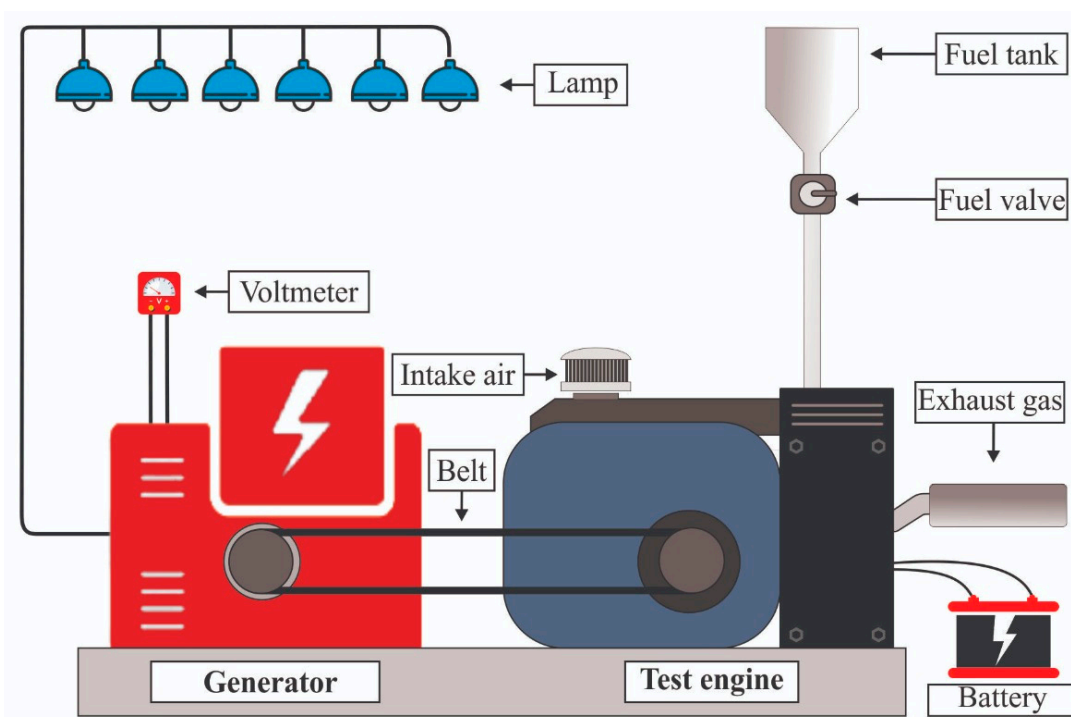 Fuel tank
Lamp
Fuel valve
Voltmeter
- V +
Intake air
Exhaust gas
Belt
Generator
Test engine
Battery